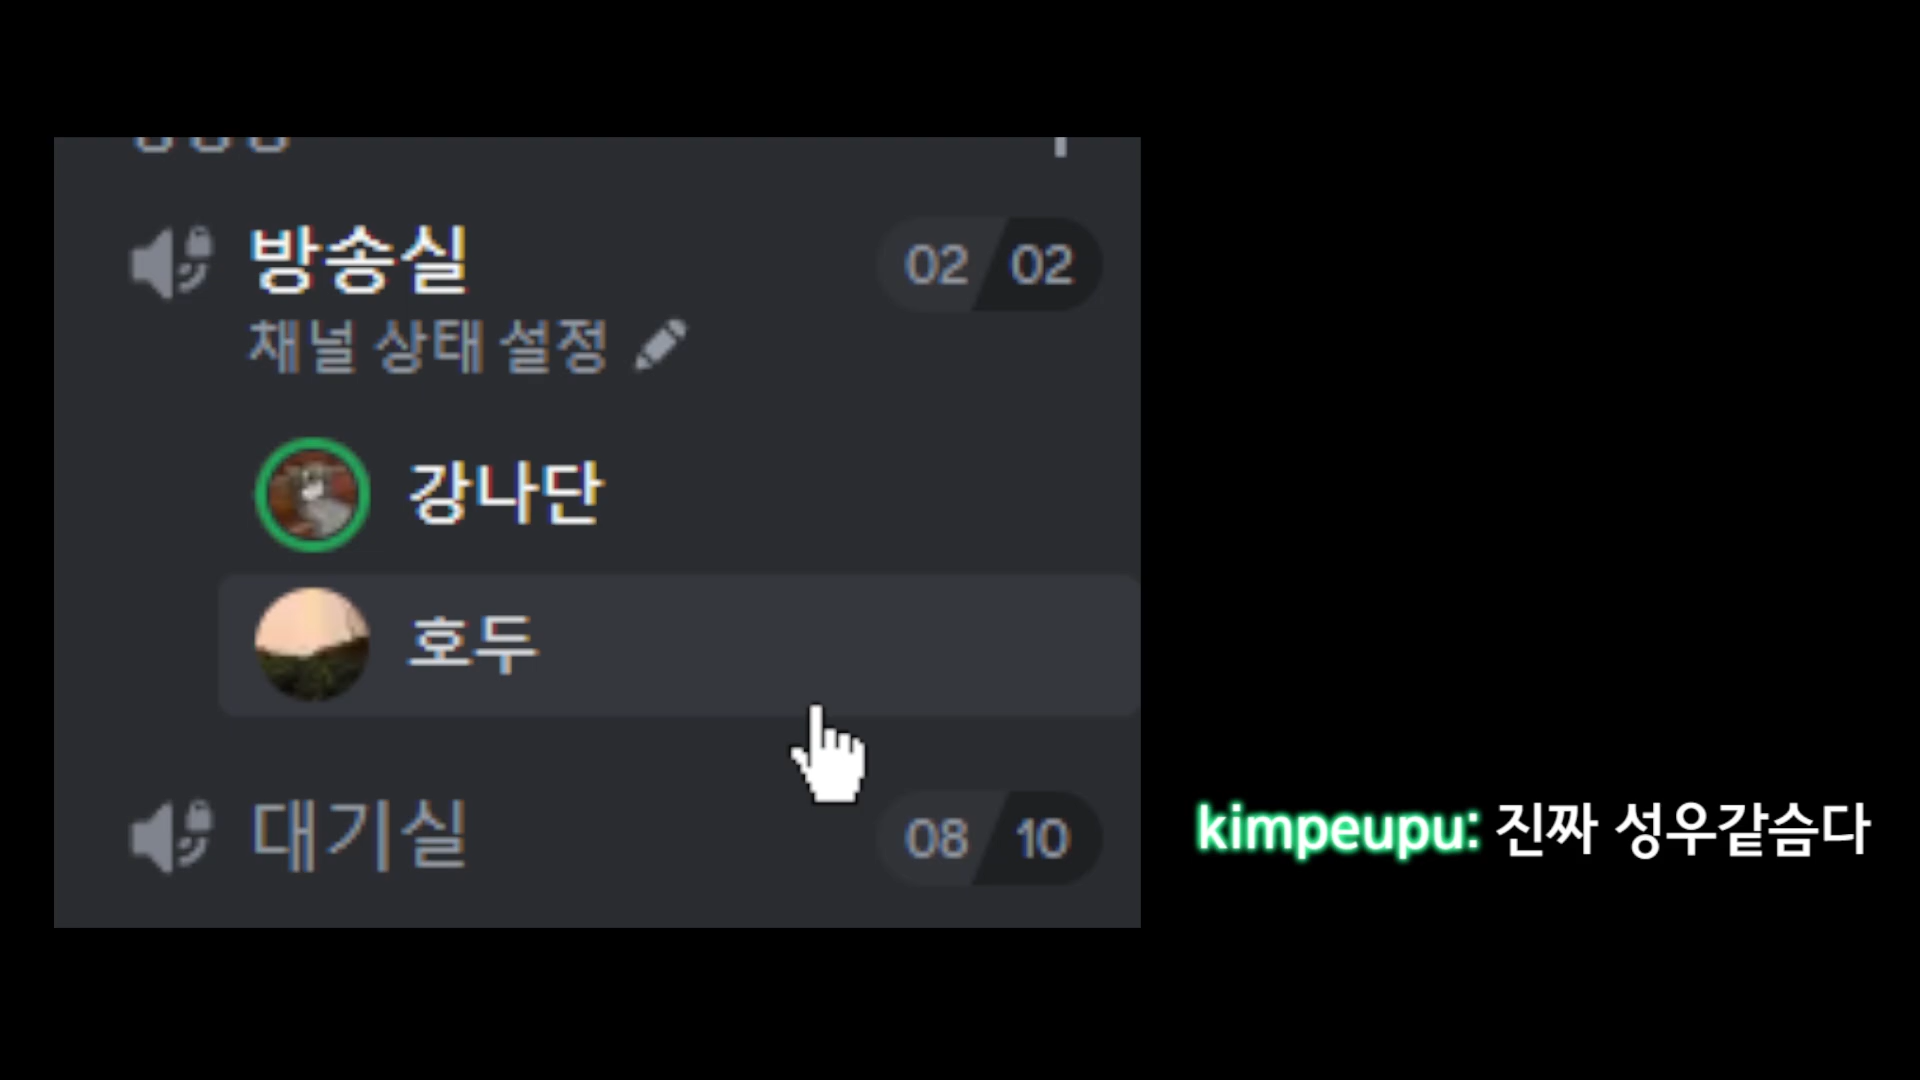 방송실 02 02
채널 상태 설정
강나단
호두
대기실 08 10
kimpeupu: 진짜 성우같슴다